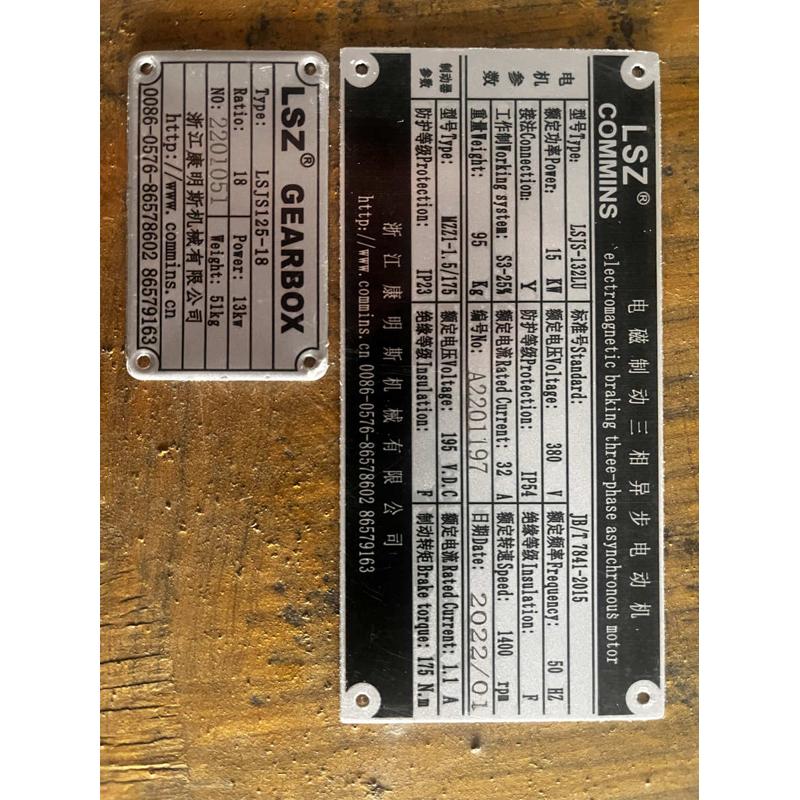 LSZ® GEARBOX
Type: LSJS125-18
Ratio: 18 Power: 13kw
NO: 2201051 Weight: 51kg
浙江康明斯机械有限公司
http://www.commins.cn
0086-0576-86578602 86579163
LSZ®
COMMINS
电磁制动三相异步电动机
electromagnetic braking three-phase asynchronous motor
电机参数
型号Type: LSJS-132LU 标准号Standard: JB/T 7841-2015
额定功率Power: 15 KW 额定电压Voltage: 380 V 额定频率Frequency: 50 HZ
接法Connection: Y 防护等级Protection: IP54 绝缘等级Insulation: F
工作制Working system: S3-25% 额定电流Rated Current: 32 A 额定转速Speed: 1400 rpm
重量Weight: 95 Kg 编号No: A2201197 日期Date: 2022/01
制动器参数
型号Type: MZZ1-1.5/175 额定电压Voltage: 195 V.D.C 额定电流Rated Current: 1.1 A
防护等级Protection: IP23 绝缘等级Insulation: F 制动转矩Brake torque: 175 N.m
浙江康明斯机械有限公司
http://www.commins.cn 0086-0576-86578602 86579163